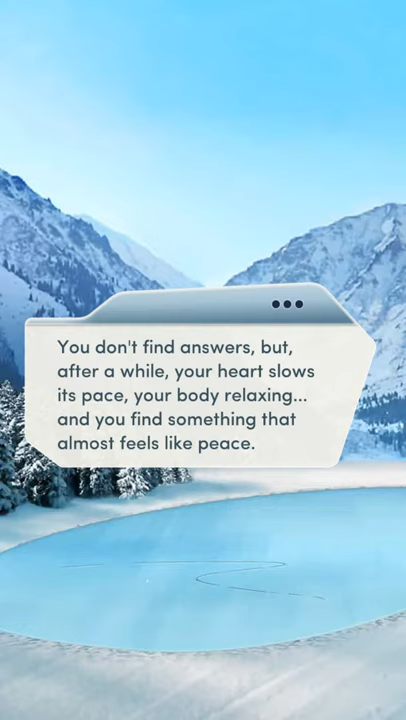 You don't find answers, but,
after a while, your heart slows
its pace, your body relaxing...
and you find something that
almost feels like peace.